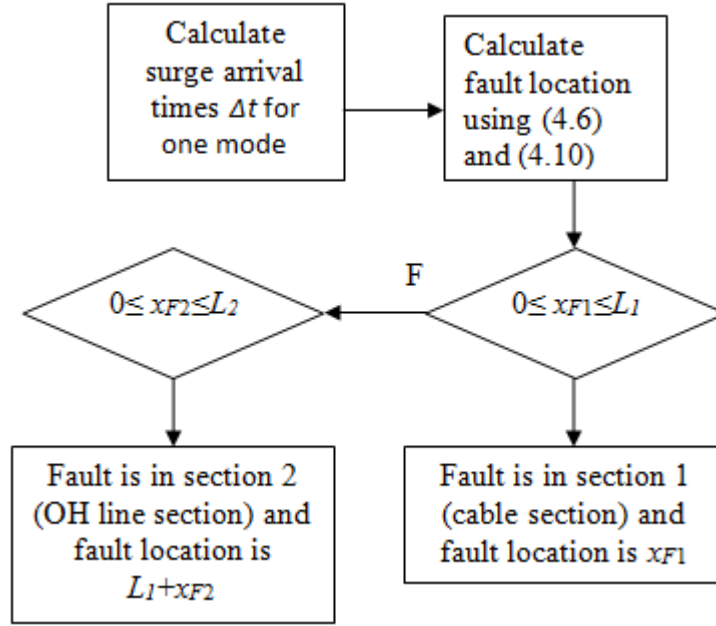 Calculate
surge arrival
times Δt for
one mode
Calculate
fault location
using (4.6)
and (4.10)
F
0≤ xF2≤L2
0≤ xF1≤L1
Fault is in section 2
(OH line section) and
fault location is
L1+xF2
Fault is in section 1
(cable section) and
fault location is xF1